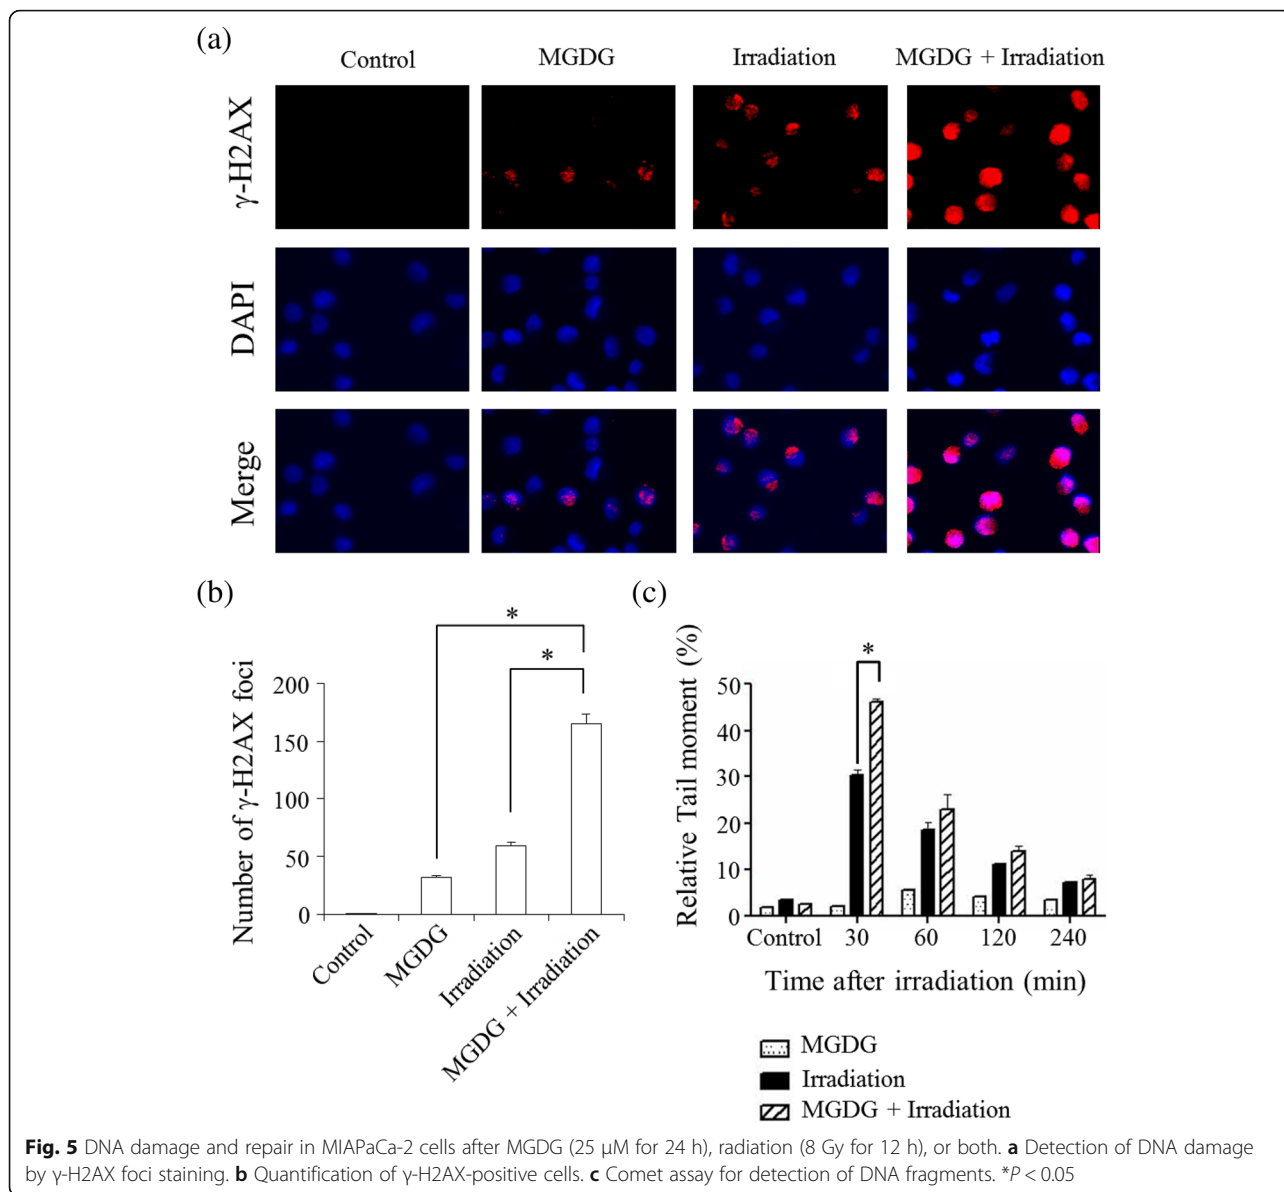 (a)
Control MGDG Irradiation MGDG + Irradiation
γ-H2AX
DAPI
Merge
(b)
Number of γ-H2AX foci
200
150
100
50
0
*
*
Control
MGDG
Irradiation
MGDG + Irradiation
(c)
Relative Tail moment (%)
50
40
30
20
10
0
*
Control 30 60 120 240
Time after irradiation (min)
MGDG
Irradiation
MGDG + Irradiation
Fig. 5 DNA damage and repair in MIAPaCa-2 cells after MGDG (25 μM for 24 h), radiation (8 Gy for 12 h), or both. a Detection of DNA damage
by γ-H2AX foci staining. b Quantification of γ-H2AX-positive cells. c Comet assay for detection of DNA fragments. *P < 0.05